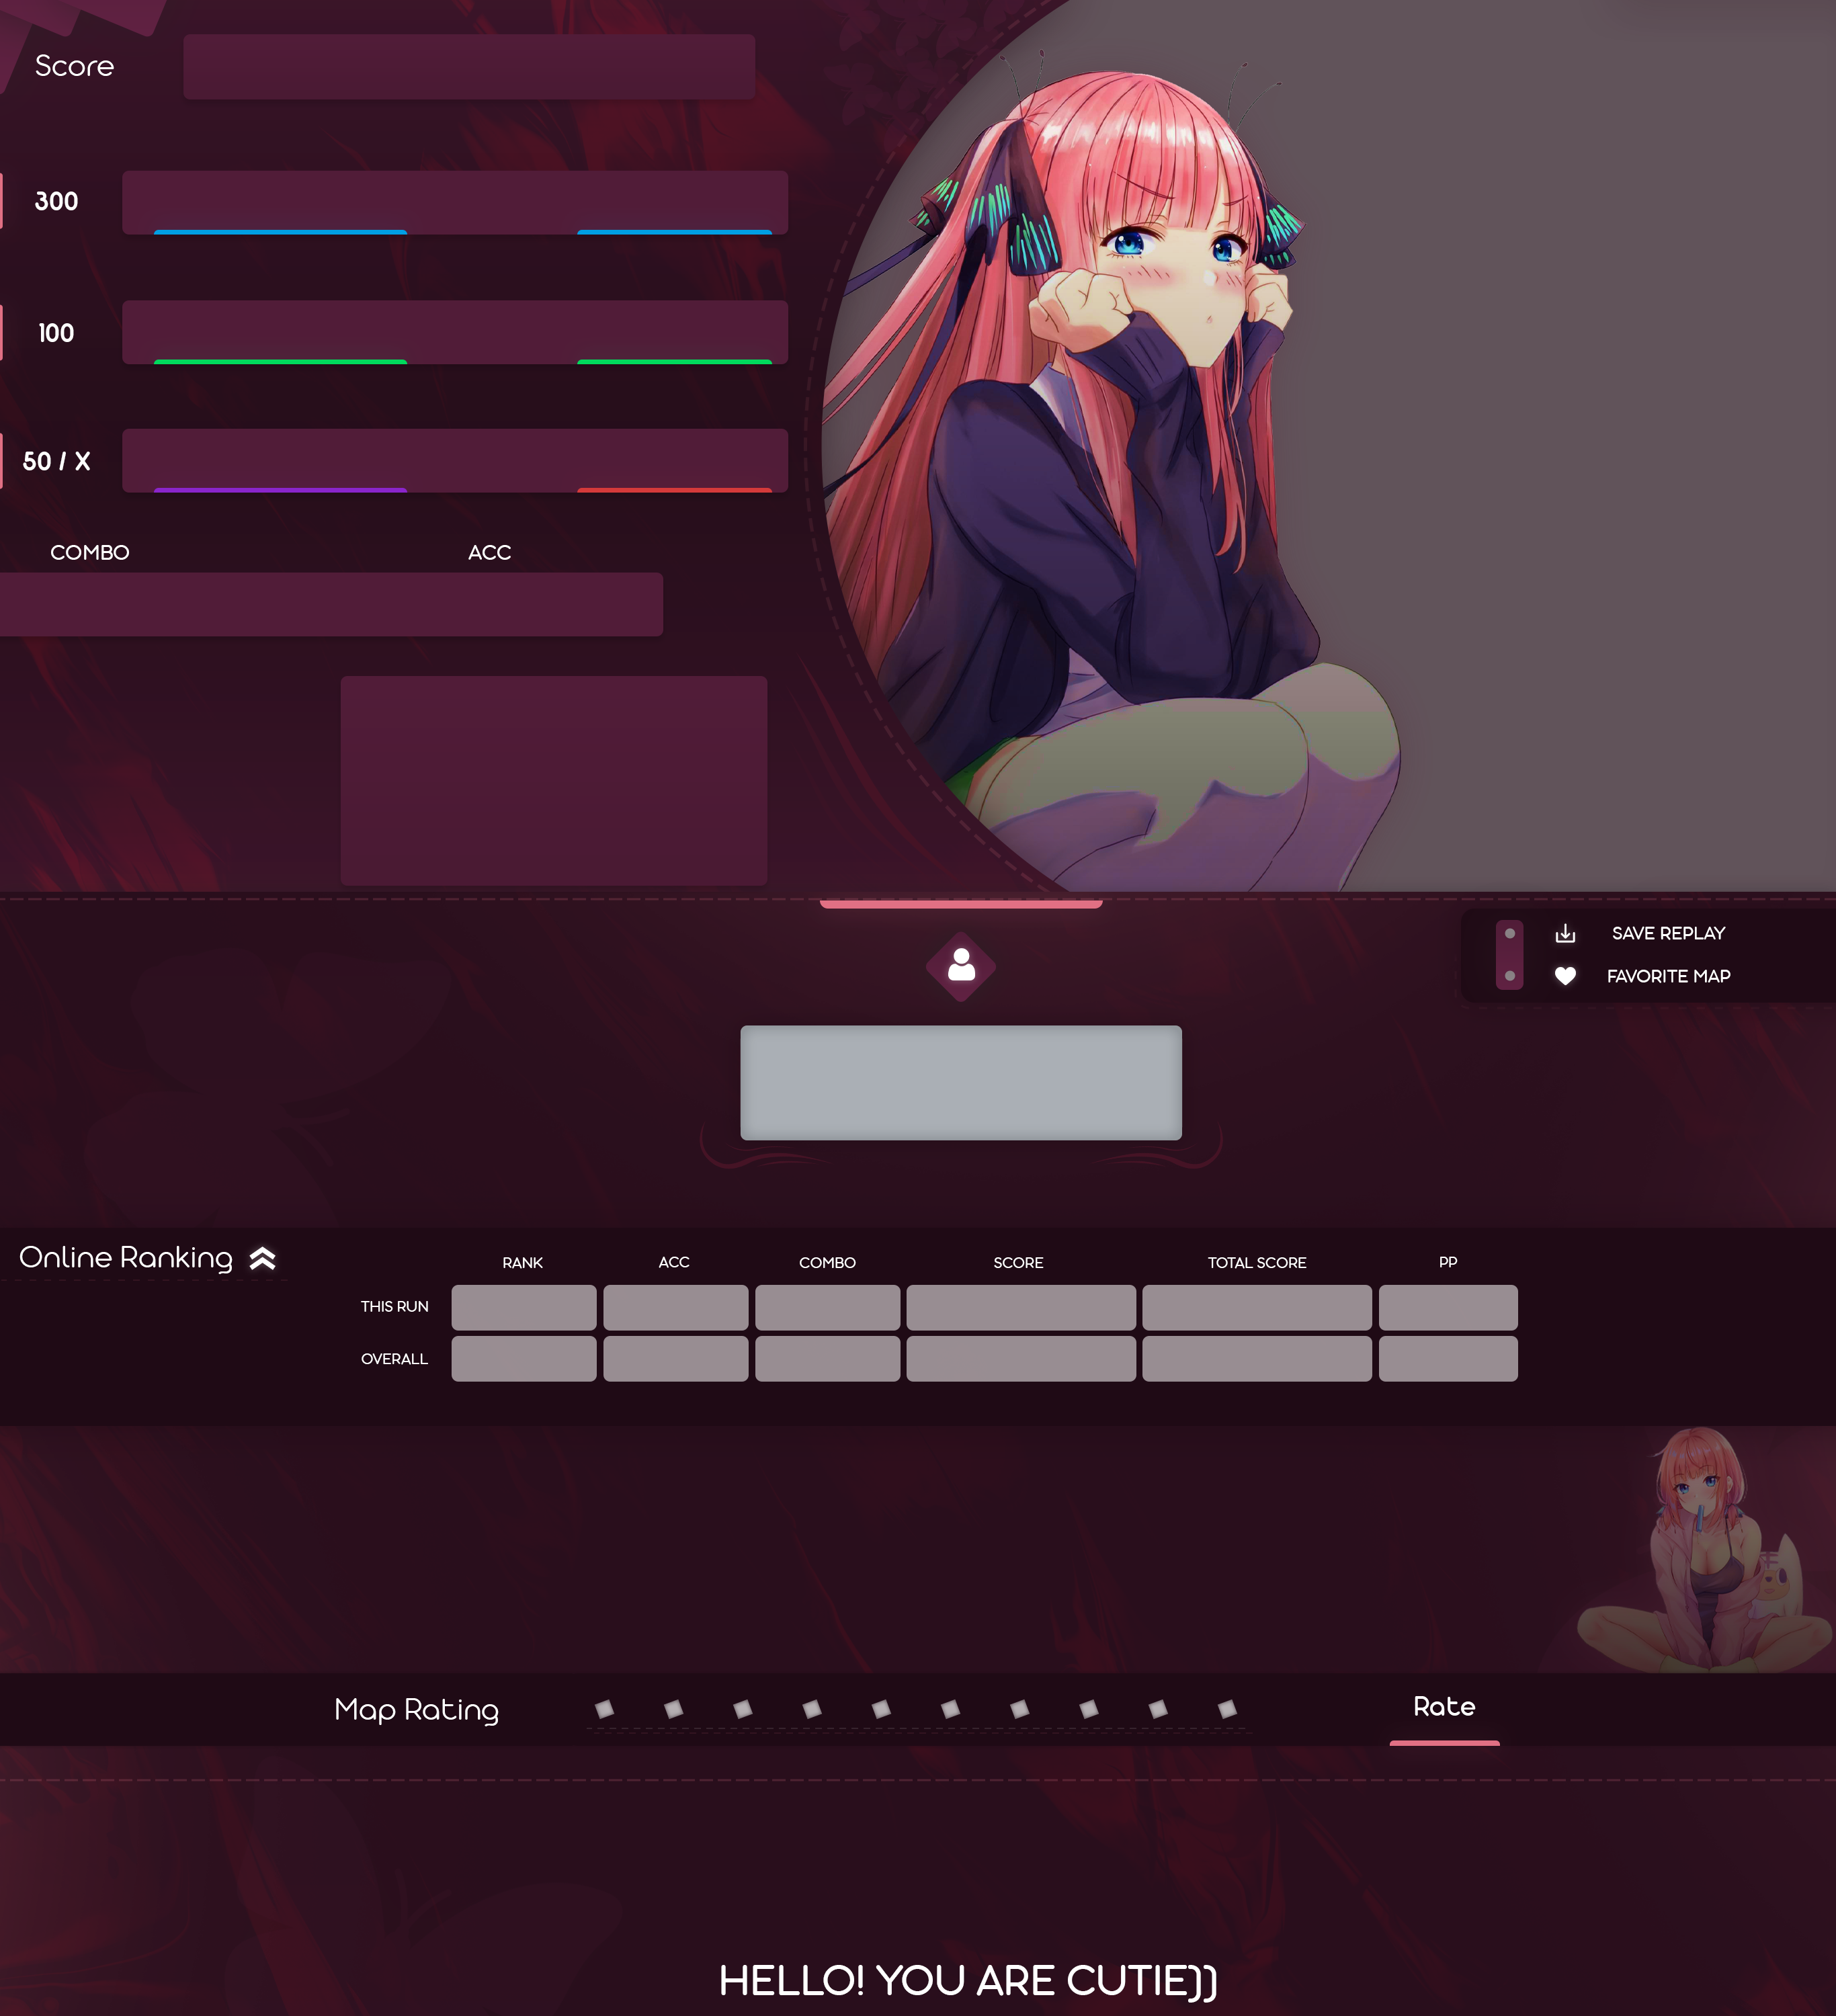 Score
300
100
50 / X
COMBO ACC
SAVE REPLAY
FAVORITE MAP
Online Ranking
RANK ACC COMBO SCORE TOTAL SCORE PP
THIS RUN
OVERALL
Map Rating Rate
HELLO! YOU ARE CUTIE))